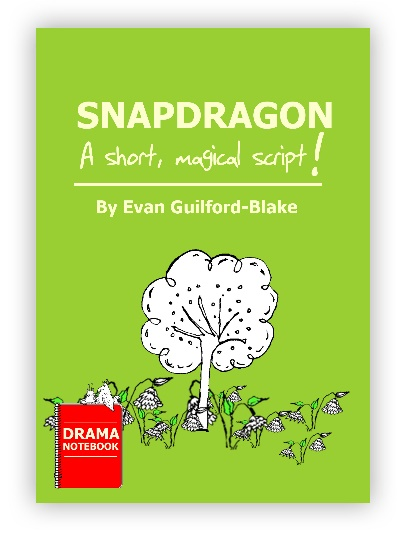 SNAPDRAGON
A short, magical script!
By Evan Guilford-Blake
DRAMA
NOTEBOOK